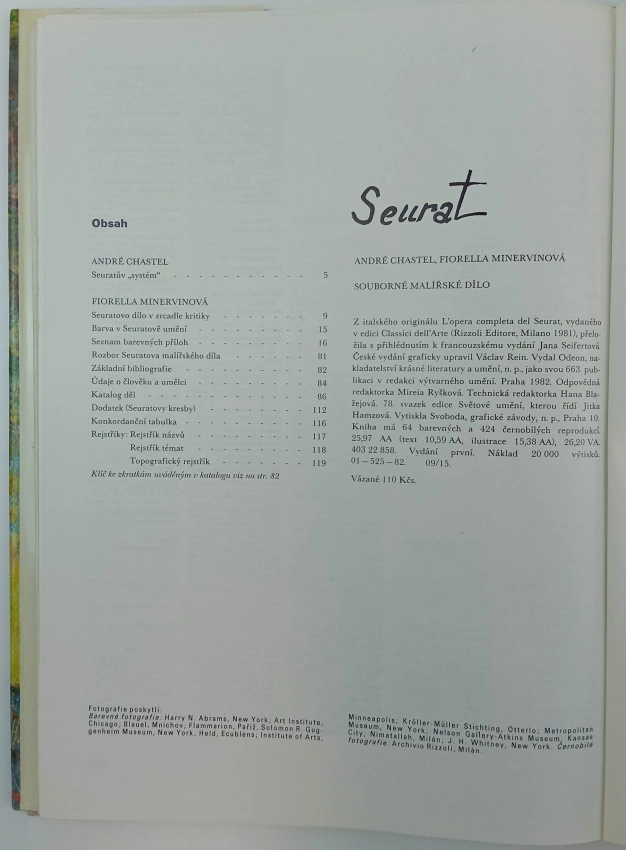 Obsah
ANDRÉ CHASTEL
Seuratův „systém“ - - - - - - - - - - - 5
FIORELLA MINERVINOVÁ
Seuratovo dílo v zrcadle kritiky - - - - - - - 9
Barva v Seuratově umění - - - - - - - - 15
Seznam barevných příloh - - - - - - - - 16
Rozbor Seuratova malířského díla - - - - - - 81
Základní bibliografie - - - - - - - - - 82
Údaje o člověku a umělci - - - - - - - - 84
Katalog děl - - - - - - - - - - - 86
Dodatek (Seuratovy kresby) - - - - - - - 112
Konkordanční tabulka - - - - - - - - - 116
Rejstříky: Rejstřík názvů - - - - - - - - 117
Rejstřík témat - - - - - - - - 118
Topografický rejstřík - - - - - - 119
Klíč ke zkratkám uváděným v katalogu viz na str. 82
Seurat
ANDRÉ CHASTEL, FIORELLA MINERVINOVÁ
SOUBORNÉ MALÍŘSKÉ DÍLO
Z italského originálu L'opera completa del Seurat, vydaného
v edici Classici dell'Arte (Rizzoli Editore, Milano 1981), přelo-
žila s přihlédnutím k francouzskému vydání Jana Seifertová.
České vydání graficky upravil Václav Rein. Vydal Odeon, na-
kladatelství krásné literatury a umění, n. p., jako svou 663. pub-
likaci v redakci výtvarného umění. Praha 1982. Odpovědná
redaktorka Mireia Ryšková. Technická redaktorka Hana Bla-
žejová. 78. svazek edice Světové umění, kterou řídí Jitka
Hamzová. Vytiskla Svoboda, grafické závody, n. p., Praha 10.
Kniha má 64 barevných a 424 černobílých reprodukcí.
25,97 AA (text 10,59 AA, ilustrace 15,38 AA), 26,20 VA.
403 22 858. Vydání první. Náklad 20 000 výtisků.
01—525—82. 09/15.
Vázané 110 Kčs.
Fotografie poskytli:
Barevné fotografie: Harry N. Abrams, New York; Art Institute,
Chicago, Blauel, Mnichov; Flammarion, Paříž; Solomon R. Gug-
genheim Museum, New York; Held, Ecublens; Institute of Arts,
Minneapolis; Kröller-Müller Stichting, Otterlo; Metropolitan
Museum, New York; Nelson Gallery-Atkins Museum, Kansas
City; Nimatallah, Milán; J. H. Whitney, New York. Černobílé
fotografie: Archivio Rizzoli, Milán.